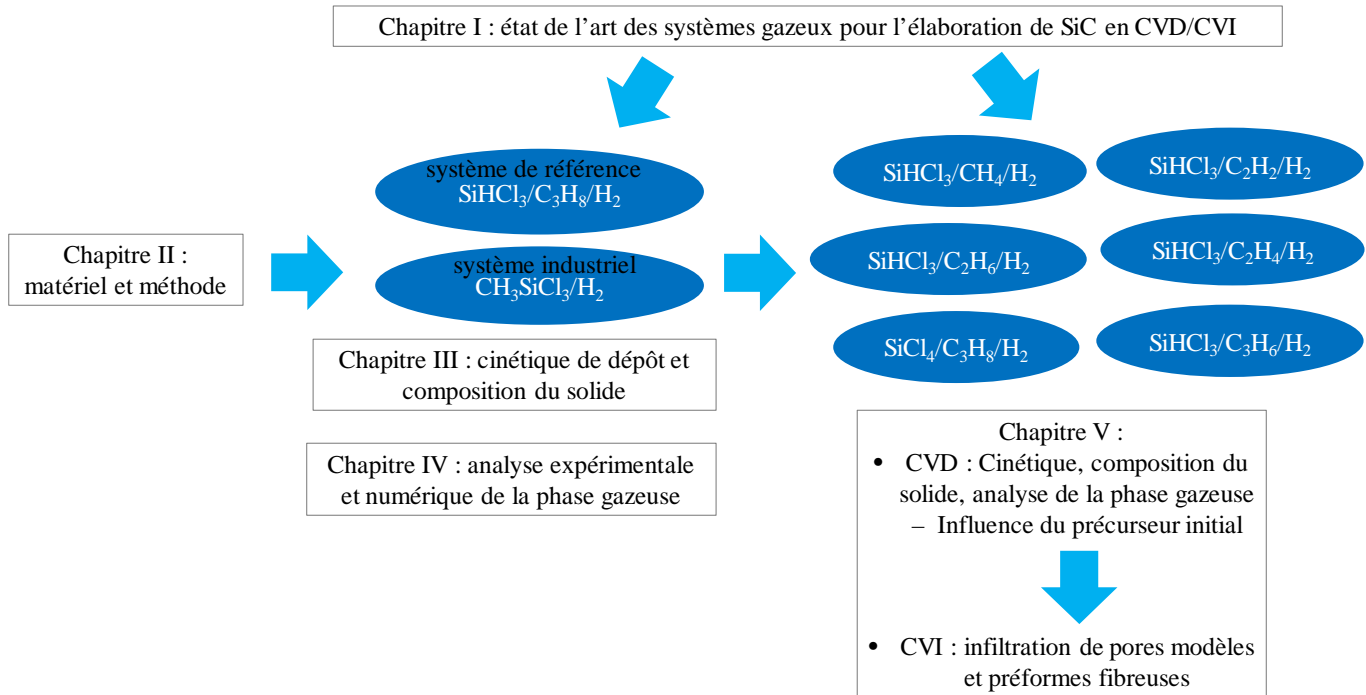 Chapitre I : état de l’art des systèmes gazeux pour l’élaboration de SiC en CVD/CVI
système de référence
SiHCl₃/C₃H₈/H₂
système industriel
CH₃SiCl₃/H₂
SiHCl₃/CH₄/H₂
SiHCl₃/C₂H₂/H₂
SiHCl₃/C₂H₆/H₂
SiHCl₃/C₂H₄/H₂
SiCl₄/C₃H₈/H₂
SiHCl₃/C₃H₆/H₂
Chapitre II :
matériel et méthode
Chapitre III : cinétique de dépôt et
composition du solide
Chapitre IV : analyse expérimentale
et numérique de la phase gazeuse
Chapitre V :
• CVD : Cinétique, composition du
solide, analyse de la phase gazeuse
– Influence du précurseur initial
• CVI : infiltration de pores modèles
et préformes fibreuses